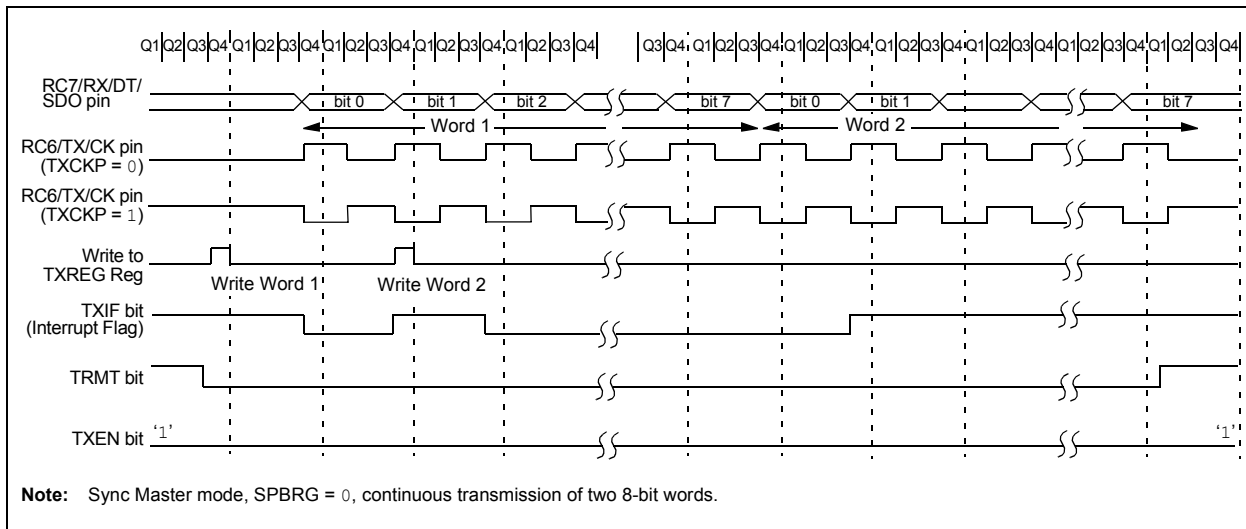 Q1 Q2 Q3 Q4 Q1 Q2 Q3 Q4 Q1 Q2 Q3 Q4 Q1 Q2 Q3 Q4 Q1 Q2 Q3 Q4 Q3 Q4 Q1 Q2 Q3 Q4 Q1 Q2 Q3 Q4 Q1 Q2 Q3 Q4 Q1 Q2 Q3 Q4 Q1 Q2 Q3 Q4 Q1 Q2 Q3 Q4
RC7/RX/DT/
SDO pin
bit 0 bit 1 bit 2 bit 7 bit 0 bit 1 bit 7
Word 1 Word 2
RC6/TX/CK pin
(TXCKP = 0)
RC6/TX/CK pin
(TXCKP = 1)
Write to
TXREG Reg
Write Word 1 Write Word 2
TXIF bit
(Interrupt Flag)
TRMT bit
TXEN bit ‘1’ ‘1’
Note: Sync Master mode, SPBRG = 0, continuous transmission of two 8-bit words.